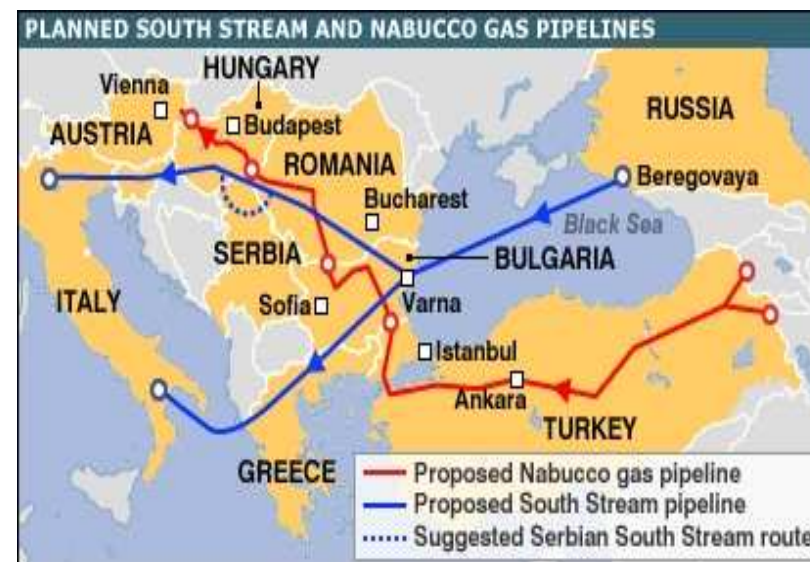 PLANNED SOUTH STREAM AND NABUCCO GAS PIPELINES
HUNGARY
Vienna
RUSSIA
AUSTRIA
Budapest
ROMANIA
Beregovaya
Bucharest
Black Sea
SERBIA
BULGARIA
ITALY
Sofia
Varna
Istanbul
Ankara
TURKEY
GREECE
Proposed Nabucco gas pipeline
Proposed South Stream pipeline
Suggested Serbian South Stream route